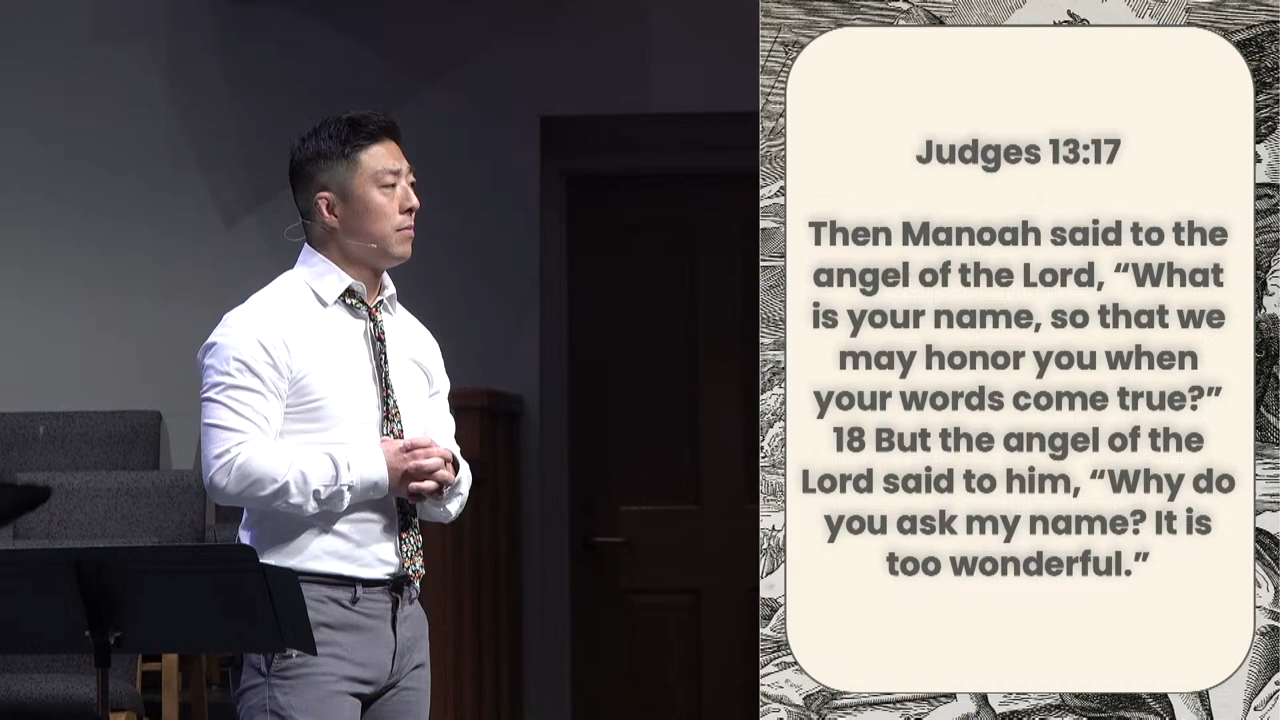 Judges 13:17
Then Manoah said to the
angel of the Lord, “What
is your name, so that we
may honor you when
your words come true?”
18 But the angel of the
Lord said to him, “Why do
you ask my name? It is
too wonderful.”